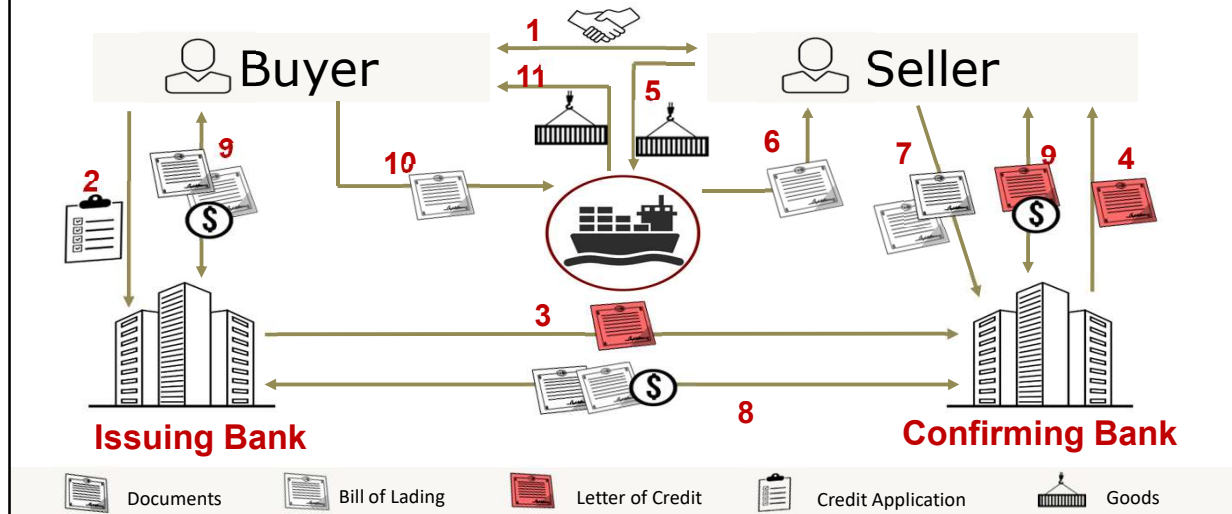 1
Buyer
Seller
11
5
2
9
10
6
7
9
4
$
$
3
$
8
Issuing Bank
Confirming Bank
Documents
Bill of Lading
Letter of Credit
Credit Application
Goods